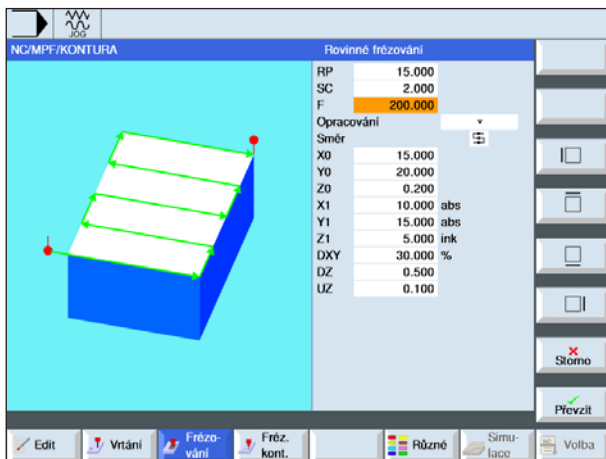 JOG
NC/MPF/KONTURA
Rovinné frézování
RP 15.000
SC 2.000
F 200.000
Opracování
Směr
X0 15.000
Y0 20.000
Z0 0.200
X1 10.000 abs
Y1 15.000 abs
Z1 5.000 ink
DXY 30.000 %
DZ 0.500
UZ 0.100
Storno
Převzít
Edit
Vrtání
Frézo-
vání
Fréz.
kont.
Různé
Simu-
lace
Volba